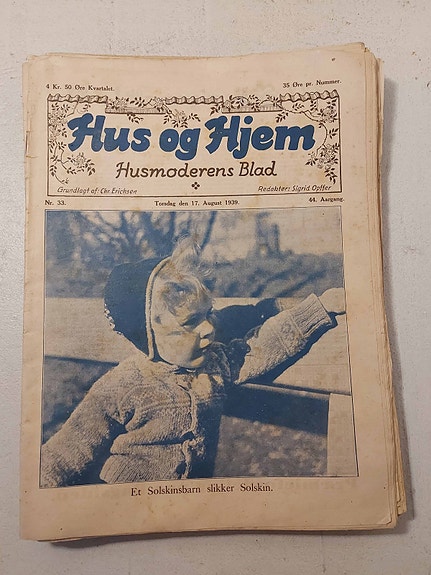 4 Kr. 50 Øre Kvartalet. 35 Øre pr. Nummer.
Hus og Hjem
Husmoderens Blad
Grundlagt af: Chr. Erichsen Redaktør: Sigrid Opffer
Nr. 33. Torsdag den 17. August 1939. 44. Aargang.
Et Solskinsbarn slikker Solskin.